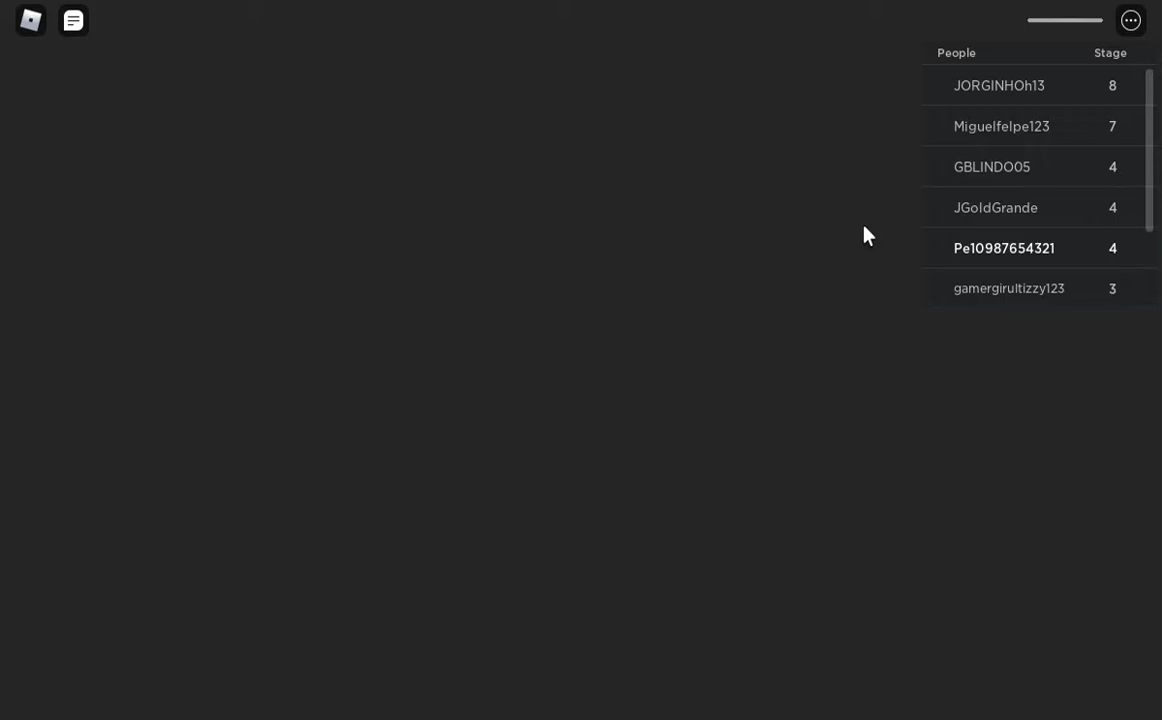 People Stage
JORGINHOh13 8
Miguelfelpe123 7
GBLINDO05 4
JGoldGrande 4
Pe10987654321 4
gamergirultizzy123 3